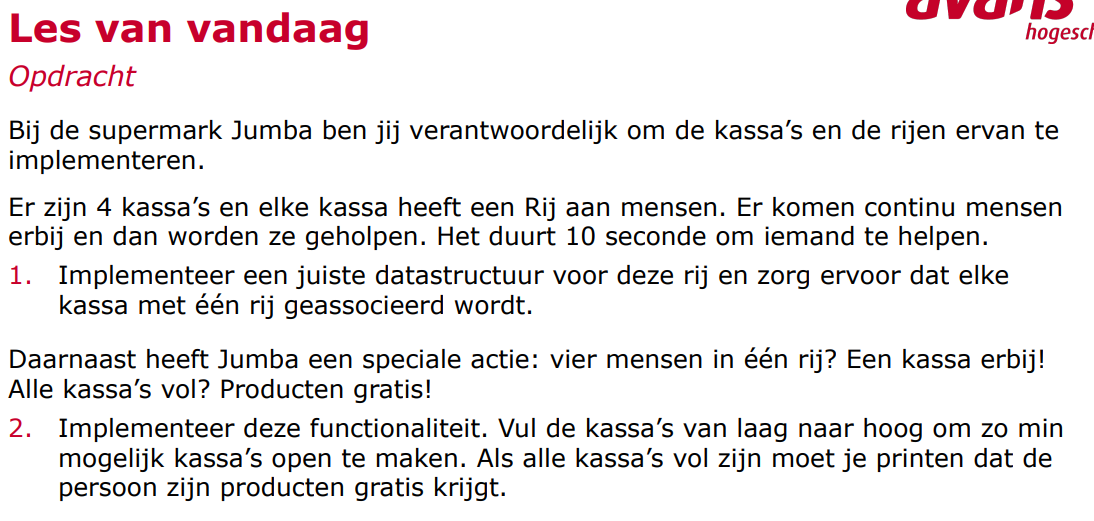 Les van vandaag
avans
hogesch
Opdracht
Bij de supermark Jumba ben jij verantwoordelijk om de kassa’s en de rijen ervan te
implementeren.
Er zijn 4 kassa’s en elke kassa heeft een Rij aan mensen. Er komen continu mensen
erbij en dan worden ze geholpen. Het duurt 10 seconde om iemand te helpen.
1. Implementeer een juiste datastructuur voor deze rij en zorg ervoor dat elke
kassa met één rij geassocieerd wordt.
Daarnaast heeft Jumba een speciale actie: vier mensen in één rij? Een kassa erbij!
Alle kassa’s vol? Producten gratis!
2. Implementeer deze functionaliteit. Vul de kassa’s van laag naar hoog om zo min
mogelijk kassa’s open te maken. Als alle kassa’s vol zijn moet je printen dat de
persoon zijn producten gratis krijgt.